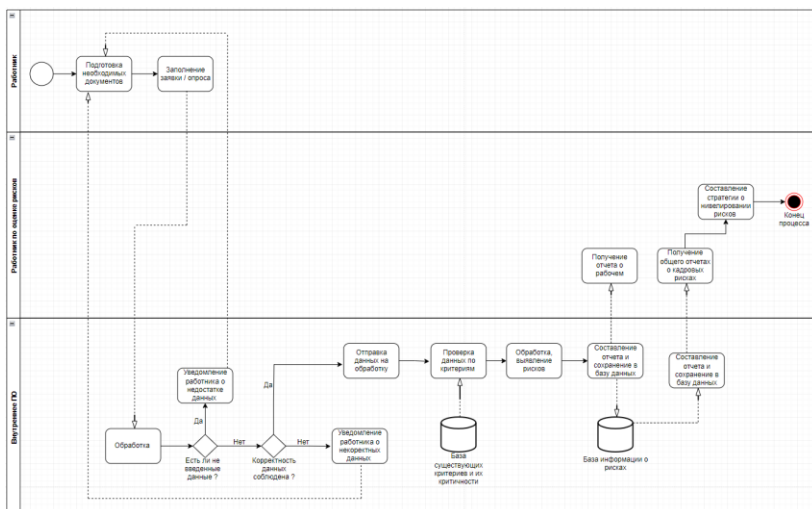 Работник
Подготовка
необходимых
документов
Заполнение
заявки / опроса
Работник по оценке рисков
Составление
стратегии о
нивелировании
рисков
Конец
процесса
Получение
отчета о
рабочем
Получение
общего отчетах
о кадровых
рисках
Внутреннее ПО
Отправка
данных на
обработку
Проверка
данных по
критериям
Обработка,
выявление
рисков
Составление
отчета и
сохранение в
базу данных
Составление
отчета и
сохранение в
базу данных
Уведомление
работника о
недостатке
данных
Да
Да
Обработка
Нет
Нет
Уведомление
работника о
некоректных
данных
Есть ли не
введенные
данные ?
Корректность
данных
соблюдена ?
База
существующих
критериев и их
критичности
База информации о
рисках